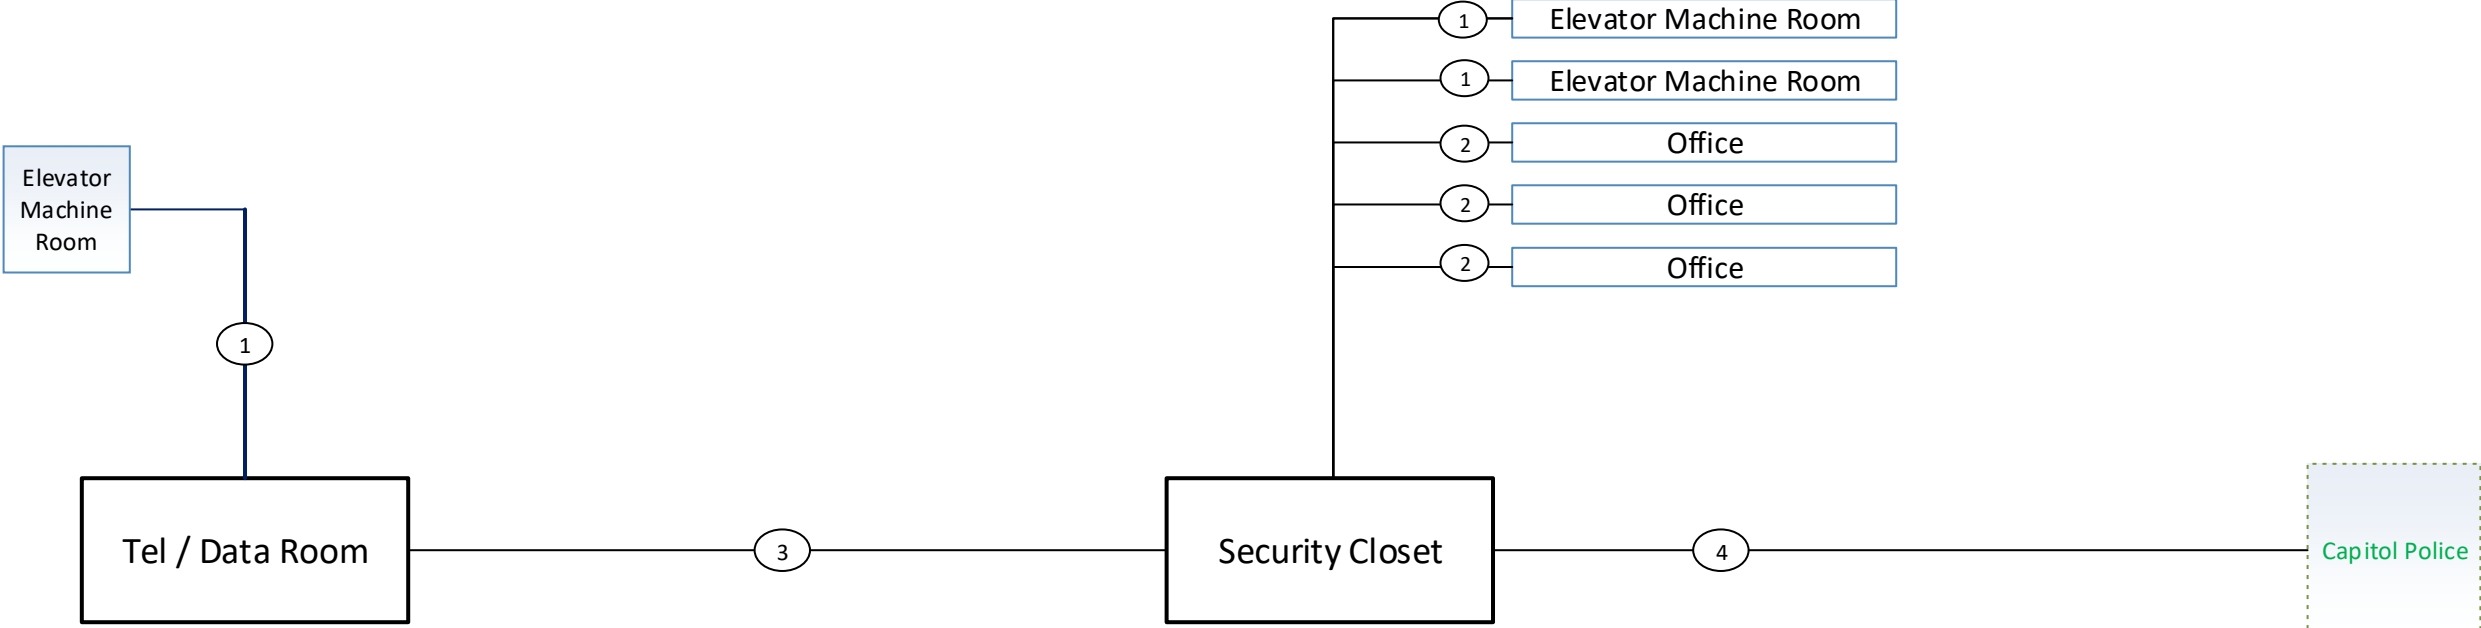 1
Elevator Machine Room
1
Elevator Machine Room
2
Office
2
Office
2
Office
Elevator
Machine
Room
1
Tel / Data Room
3
Security Closet
4
Capitol Police